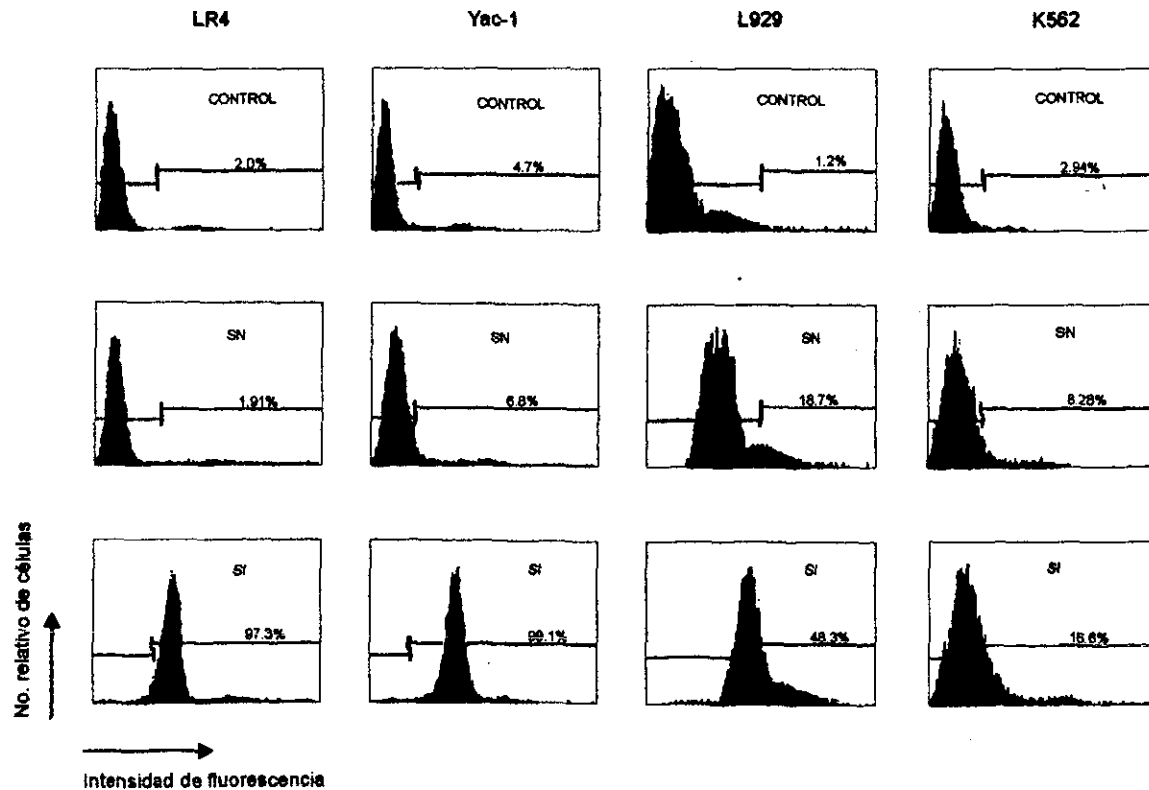 LR4 Yac-1 L929 K562
CONTROL CONTROL CONTROL CONTROL
2.0% 4.7% 1.2% 2.94%
SN SN SN SN
1.91% 6.8% 18.7% 8.28%
SI SI SI SI
97.3% 99.1% 48.3% 16.6%
No. relativo de células
Intensidad de fluorescencia